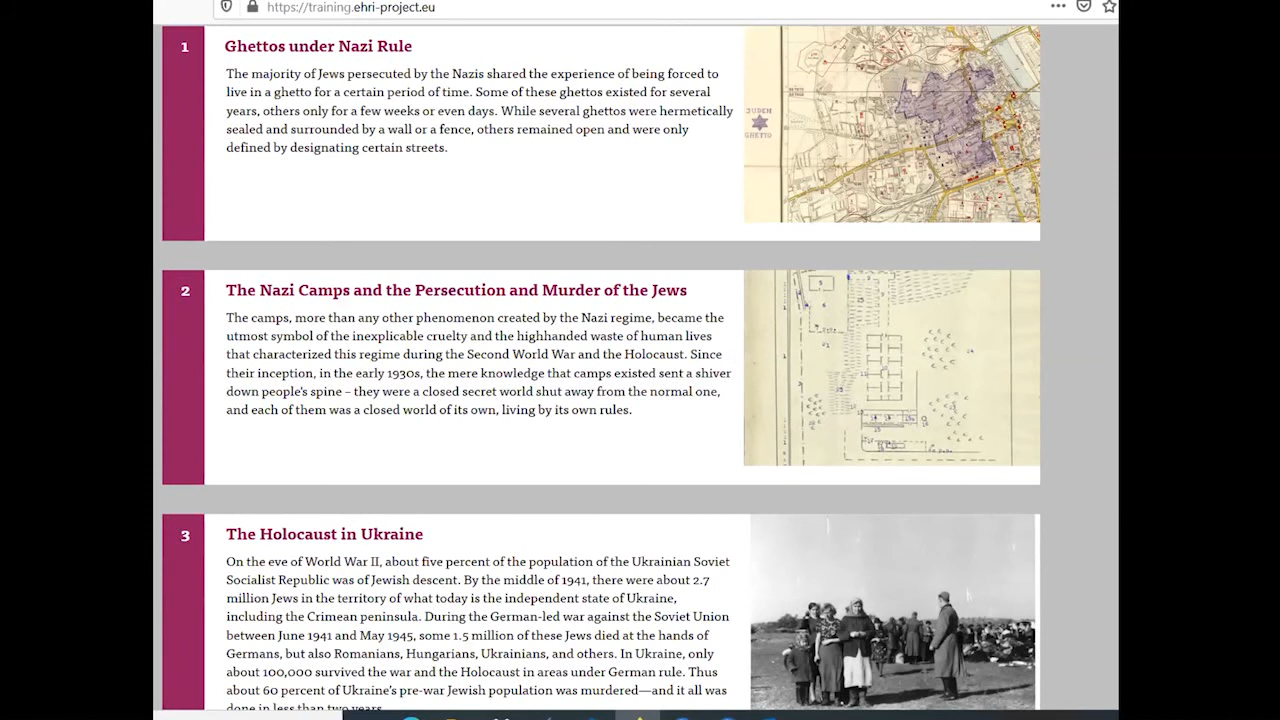 https://training.ehri-project.eu
1
Ghettos under Nazi Rule
The majority of Jews persecuted by the Nazis shared the experience of being forced to
live in a ghetto for a certain period of time. Some of these ghettos existed for several
years, others only for a few weeks or even days. While several ghettos were hermetically
sealed and surrounded by a wall or a fence, others remained open and were only
defined by designating certain streets.
JUDEN
GHETTO
2
The Nazi Camps and the Persecution and Murder of the Jews
The camps, more than any other phenomenon created by the Nazi regime, became the
utmost symbol of the inexplicable cruelty and the highhanded waste of human lives
that characterized this regime during the Second World War and the Holocaust. Since
their inception, in the early 1930s, the mere knowledge that camps existed sent a shiver
down people's spine – they were a closed secret world shut away from the normal one,
and each of them was a closed world of its own, living by its own rules.
3
The Holocaust in Ukraine
On the eve of World War II, about five percent of the population of the Ukrainian Soviet
Socialist Republic was of Jewish descent. By the middle of 1941, there were about 2.7
million Jews in the territory of what today is the independent state of Ukraine,
including the Crimean peninsula. During the German-led war against the Soviet Union
between June 1941 and May 1945, some 1.5 million of these Jews died at the hands of
Germans, but also Romanians, Hungarians, Ukrainians, and others. In Ukraine, only
about 100,000 survived the war and the Holocaust in areas under German rule. Thus
about 60 percent of Ukraine's pre-war Jewish population was murdered—and it all was
done in less than two years.